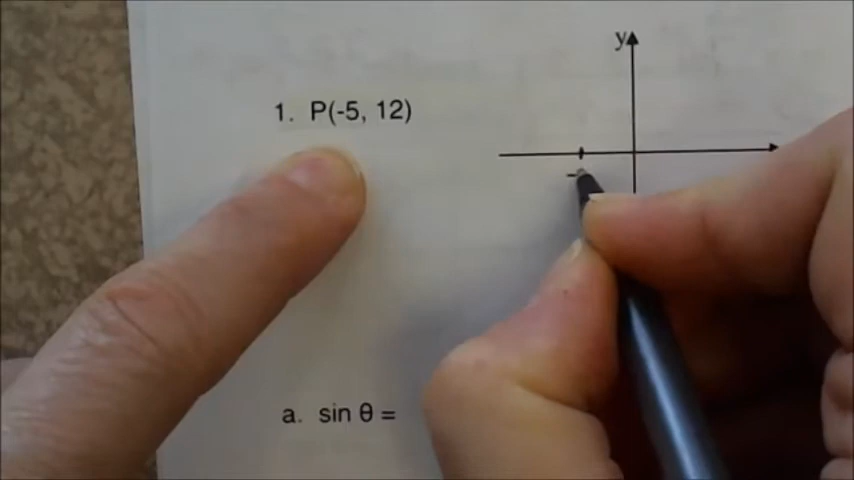 y
1. P(-5, 12)
-
a. sin θ =